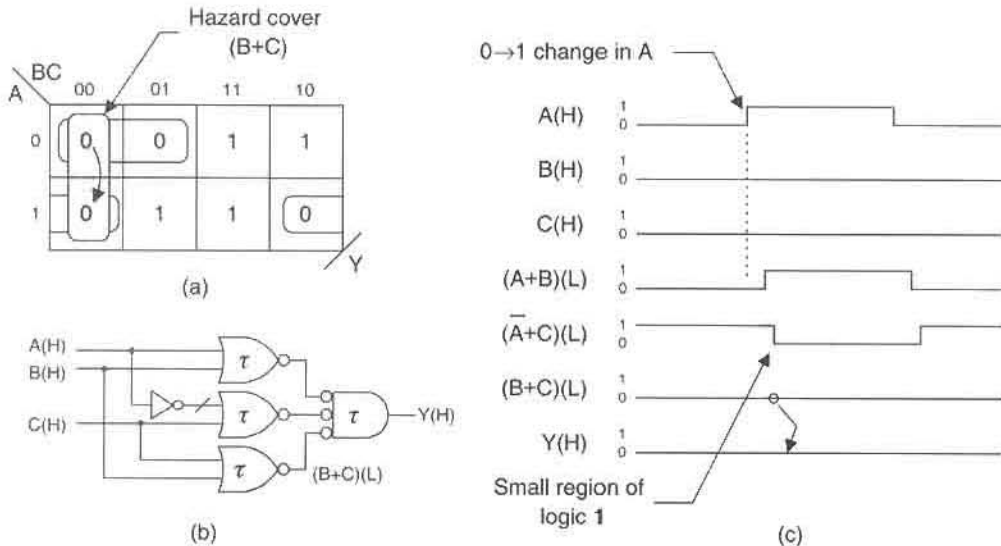 Hazard cover
(B+C)
BC
A
00 01 11 10
0 0 0 1 1
1 0 1 1 0
Y
(a)
A(H)
B(H)
C(H)
τ
τ
τ
τ
Y(H)
(B+C)(L)
(b)
0→1 change in A
A(H) 1 0
B(H) 1 0
C(H) 1 0
(A+B)(L) 1 0
(A̅+C)(L) 1 0
(B+C)(L) 1 0
Y(H) 1 0
Small region of
logic 1
(c)